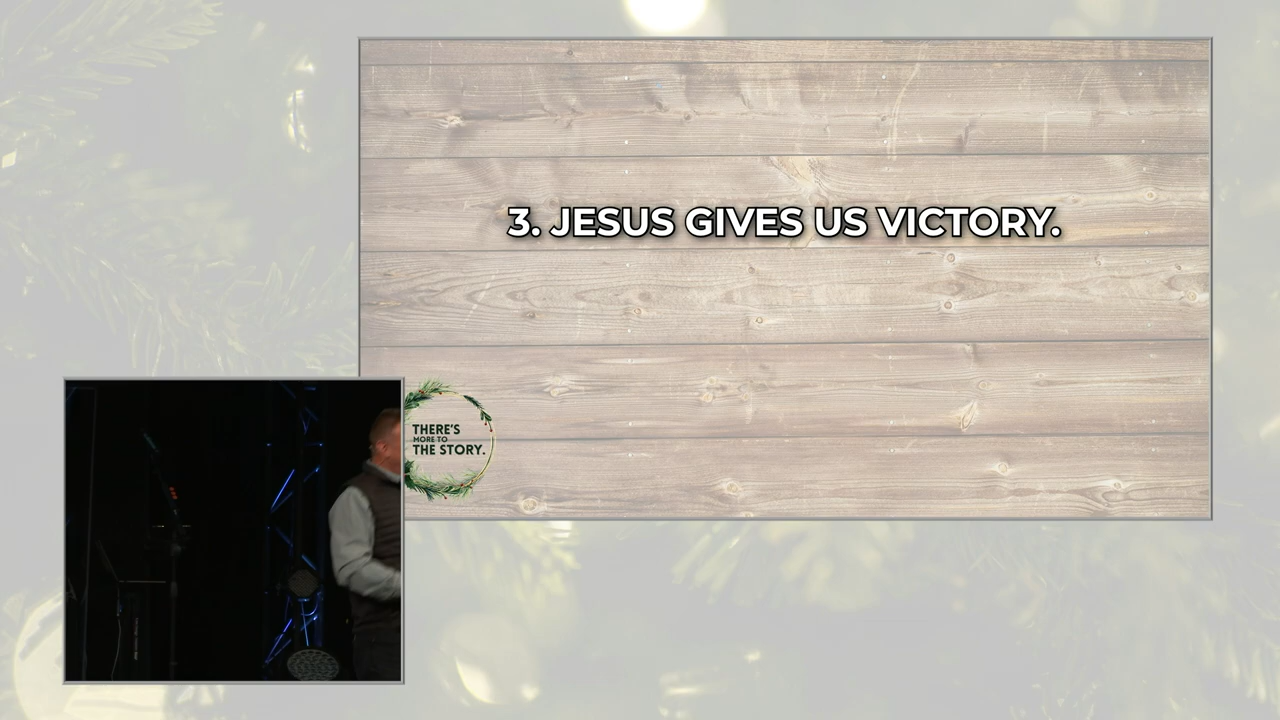 3. JESUS GIVES US VICTORY.
THERE'S
MORE TO
THE STORY.